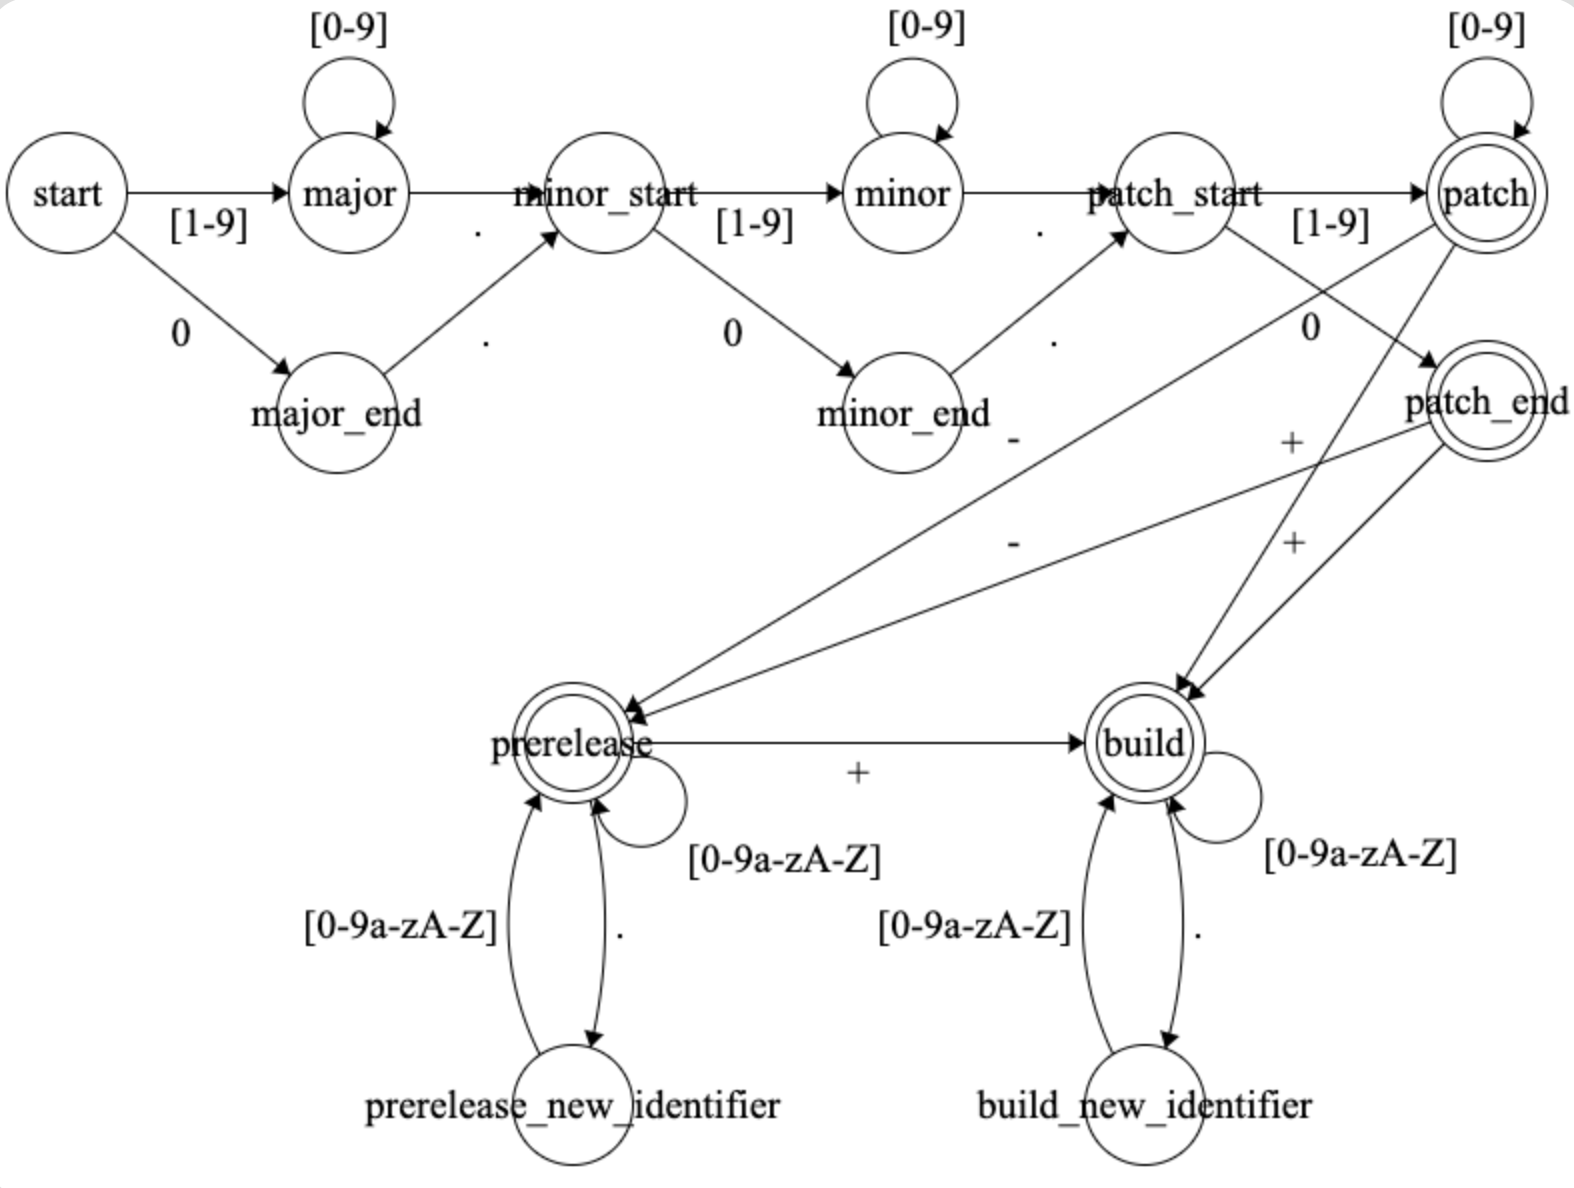 [0-9]
[0-9]
[0-9]
start
major
minor_start
minor
patch_start
patch
[1-9]
.
[1-9]
.
[1-9]
0
.
0
.
0
major_end
minor_end
patch_end
-
+
-
+
prerelease
build
+
[0-9a-zA-Z]
[0-9a-zA-Z]
[0-9a-zA-Z]
.
[0-9a-zA-Z]
.
prerelease_new_identifier
build_new_identifier